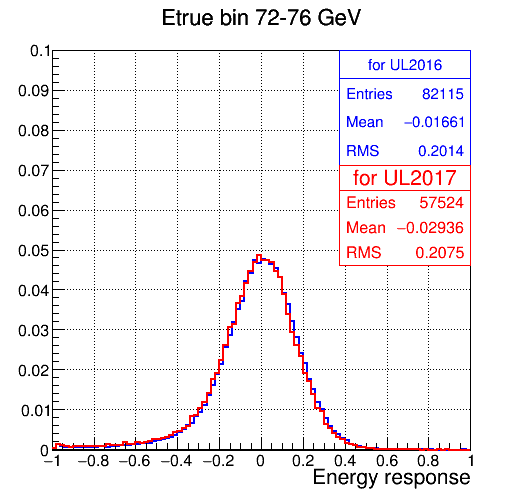 Etrue bin 72-76 GeV
for UL2016
Entries 82115
Mean −0.01661
RMS 0.2014
for UL2017
Entries 57524
Mean −0.02936
RMS 0.2075
0.1
0.09
0.08
0.07
0.06
0.05
0.04
0.03
0.02
0.01
0
−1 −0.8 −0.6 −0.4 −0.2 0 0.2 0.4 0.6 0.8 1
Energy response